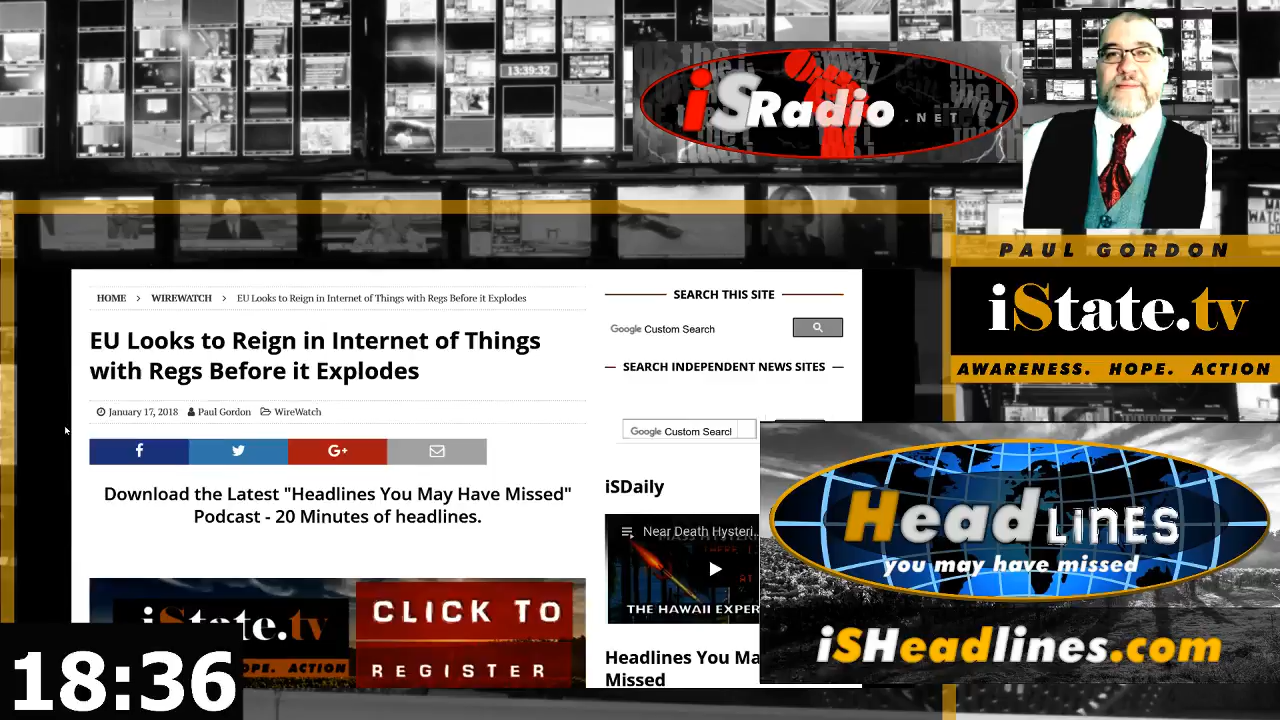 13:39:32
iSRadio.NET
PAUL GORDON
iState.tv
AWARENESS. HOPE. ACTION
HOME > WIREWATCH > EU Looks to Reign in Internet of Things with Regs Before it Explodes
EU Looks to Reign in Internet of Things
with Regs Before it Explodes
January 17, 2018 Paul Gordon WireWatch
f G+
Download the Latest "Headlines You May Have Missed"
Podcast - 20 Minutes of headlines.
iState.tv
OPE. ACTION
CLICK TO
REGISTER
SEARCH THIS SITE
Google Custom Search
SEARCH INDEPENDENT NEWS SITES
Google Custom Search
iSDaily
Near Death Hysteri...
THE HAWAII EXPER
Headlines You Ma
Missed
HeadLINES
you may have missed
iSHeadlines.com
18:36